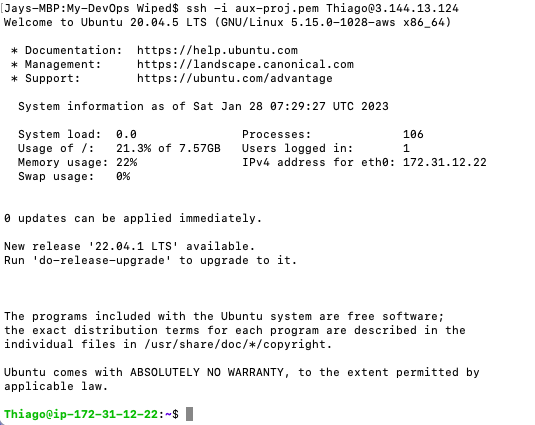 [Jays-MBP:My-DevOps Wiped$ ssh -i aux-proj.pem Thiago@3.144.13.124
Welcome to Ubuntu 20.04.5 LTS (GNU/Linux 5.15.0-1028-aws x86_64)
* Documentation:  https://help.ubuntu.com
* Management:     https://landscape.canonical.com
* Support:        https://ubuntu.com/advantage
System information as of Sat Jan 28 07:29:27 UTC 2023
System load:  0.0               Processes:             106
Usage of /:   21.3% of 7.57GB   Users logged in:       1
Memory usage: 22%               IPv4 address for eth0: 172.31.12.22
Swap usage:   0%
0 updates can be applied immediately.
New release '22.04.1 LTS' available.
Run 'do-release-upgrade' to upgrade to it.
The programs included with the Ubuntu system are free software;
the exact distribution terms for each program are described in the
individual files in /usr/share/doc/*/copyright.
Ubuntu comes with ABSOLUTELY NO WARRANTY, to the extent permitted by
applicable law.
Thiago@ip-172-31-12-22:~$